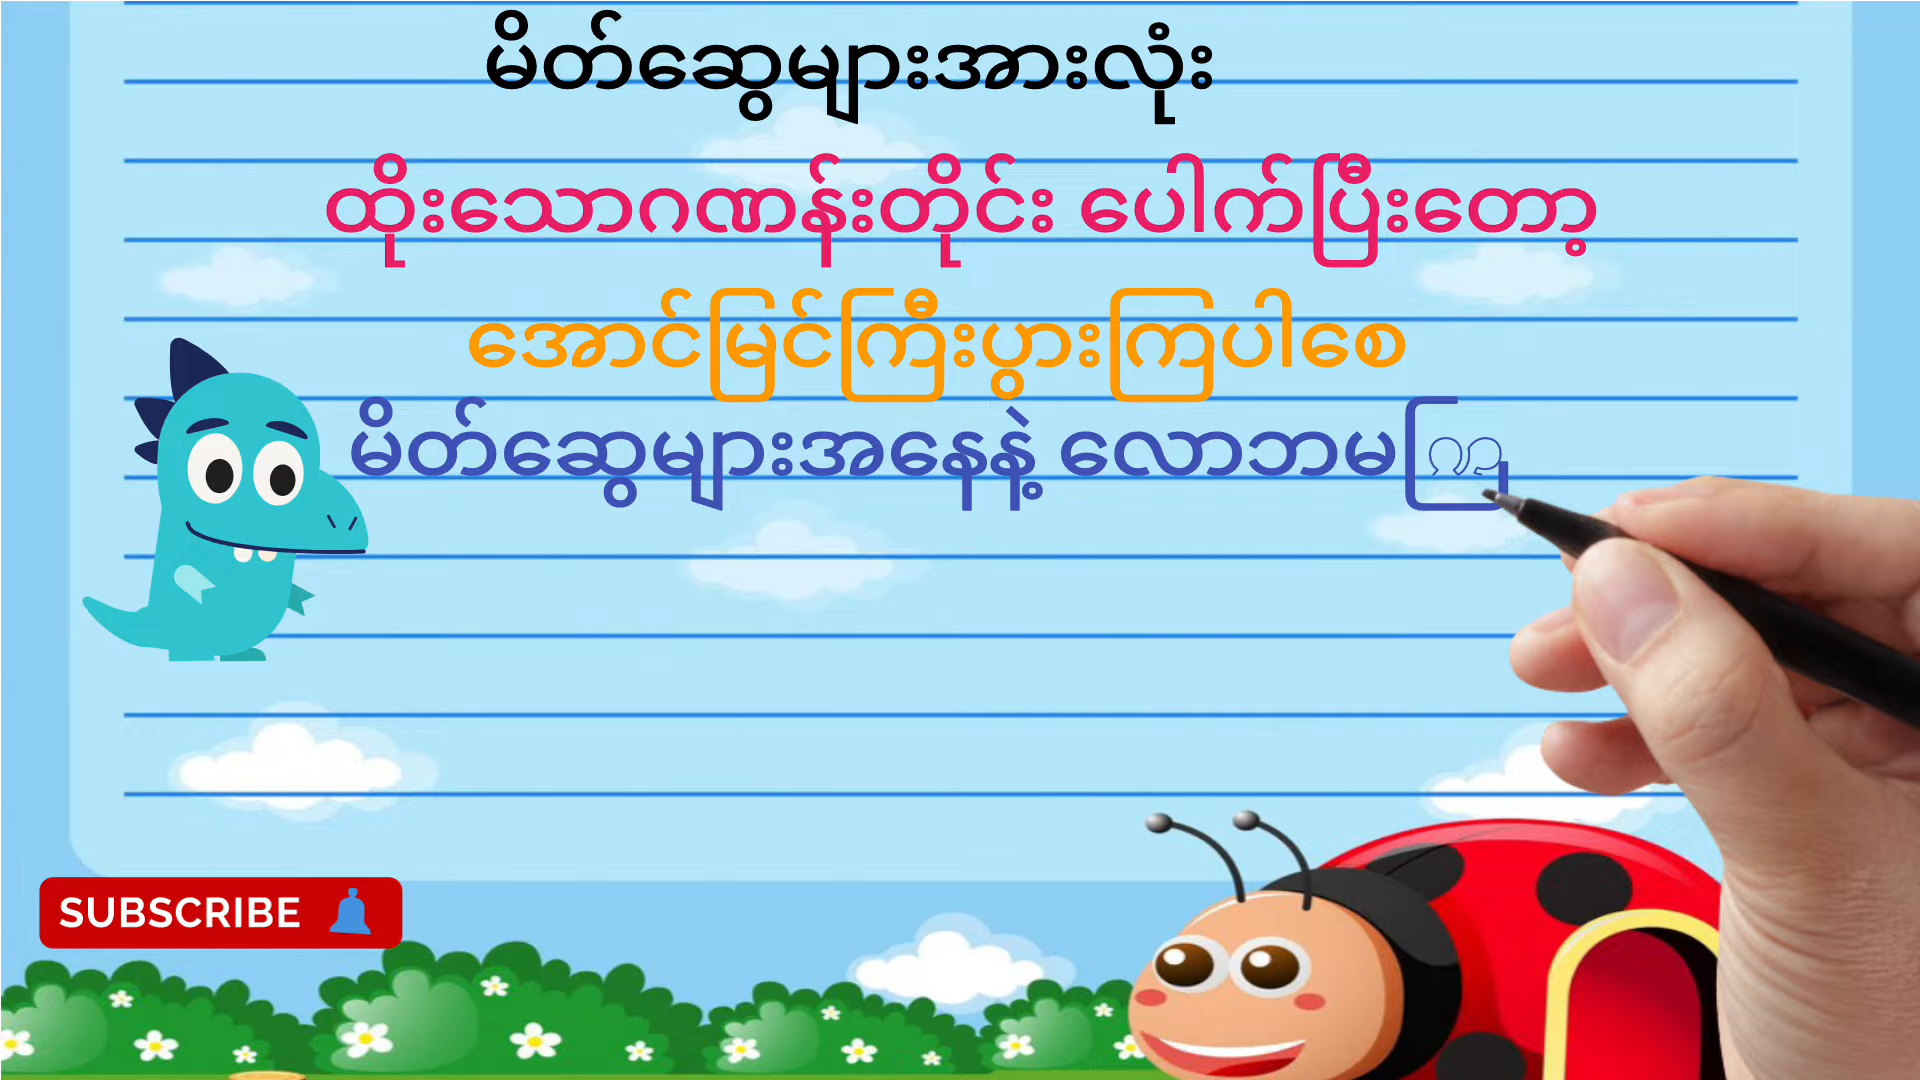 မိတ်ဆွေများအားလုံး
ထိုးသောဂဏန်းတိုင်း ပေါက်ပြီးတော့
အောင်မြင်ကြီးပွားကြပါစေ
မိတ်ဆွေများအနေနဲ့ လောဘမ
SUBSCRIBE